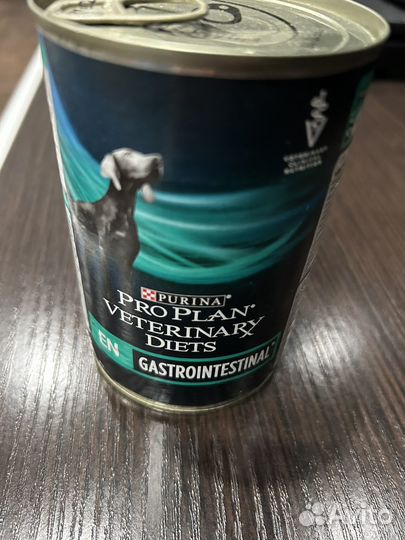 PURINA®
PRO PLAN®
VETERINARY
DIETS
EN
GASTROINTESTINAL
Avito